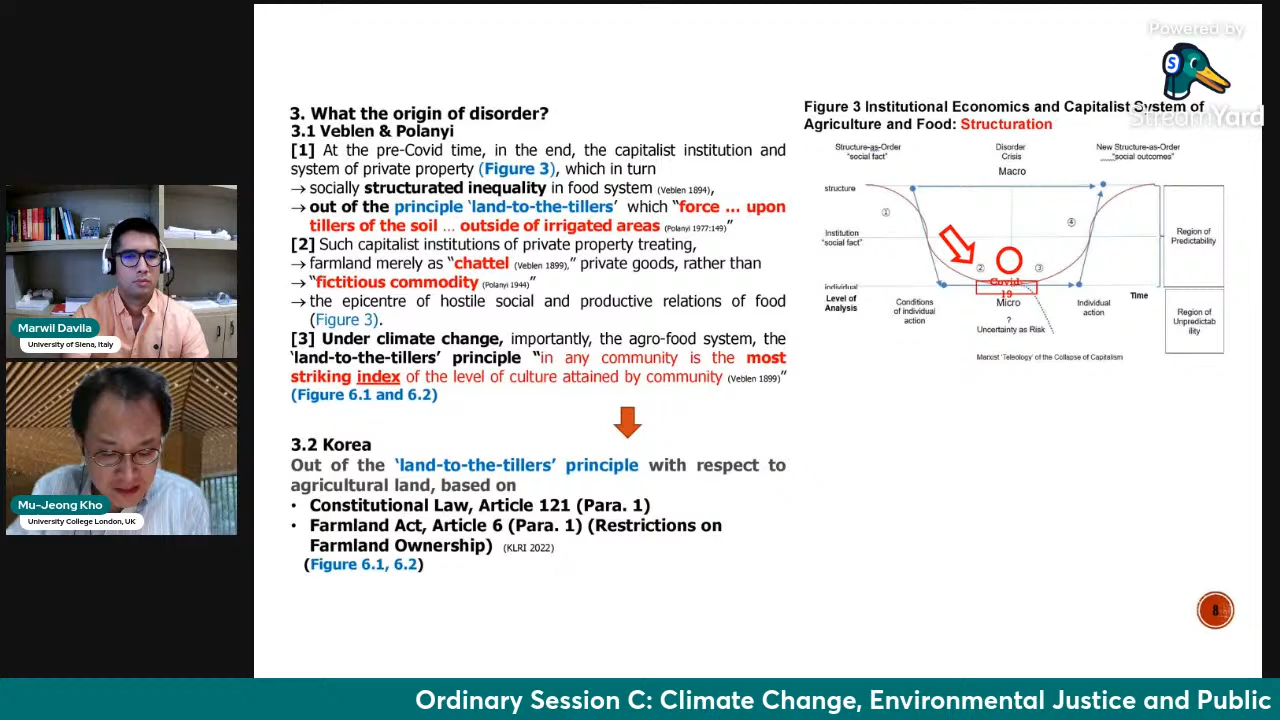 Powered by
S
StreamYard
3. What the origin of disorder?
3.1 Veblen & Polanyi
[1] At the pre-Covid time, in the end, the capitalist institution and
system of private property (Figure 3), which in turn
→ socially structurated inequality in food system (Veblen 1894),
→ out of the principle ‘land-to-the-tillers’ which “force ... upon
tillers of the soil ... outside of irrigated areas (Polanyi 1977:149)”
[2] Such capitalist institutions of private property treating,
→ farmland merely as “chattel (Veblen 1899),” private goods, rather than
→ “fictitious commodity (Polanyi 1944)”
→ the epicentre of hostile social and productive relations of food
(Figure 3).
[3] Under climate change, importantly, the agro-food system, the
‘land-to-the-tillers’ principle “in any community is the most
striking index of the level of culture attained by community (Veblen 1899)”
(Figure 6.1 and 6.2)
3.2 Korea
Out of the ‘land-to-the-tillers’ principle with respect to
agricultural land, based on
• Constitutional Law, Article 121 (Para. 1)
• Farmland Act, Article 6 (Para. 1) (Restrictions on
Farmland Ownership) (KLRI 2022)
(Figure 6.1, 6.2)
Figure 3 Institutional Economics and Capitalist System of
Agriculture and Food: Structuration
Structure-as-Order
“social fact”
Disorder
Crisis
New Structure-as-Order
“social outcomes”
Macro
structure
①
④
Institution
“social fact”
Region of
Predictability
②
③
Covid-
19
individual
Level of
Analysis
Conditions
of individual
action
Micro
?
Uncertainty as Risk
Individual
action
Time
Region of
Unpredictab
ility
Marxist ‘Teleology’ of the Collapse of Capitalism
8
Marwil Davila
University of Siena, Italy
Mu-Jeong Kho
University College London, UK
Ordinary Session C: Climate Change, Environmental Justice and Public